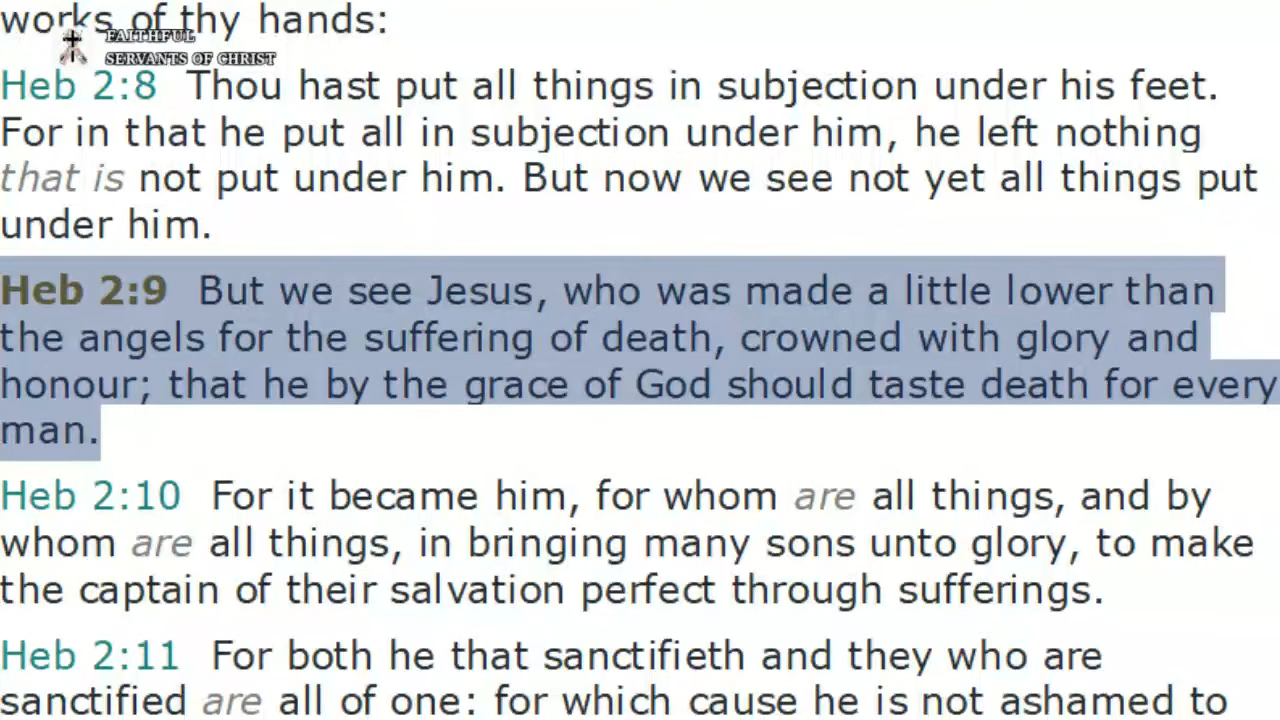 works of thy hands:
FAITHFUL
SERVANTS OF CHRIST
Heb 2:8 Thou hast put all things in subjection under his feet.
For in that he put all in subjection under him, he left nothing
that is not put under him. But now we see not yet all things put
under him.
Heb 2:9 But we see Jesus, who was made a little lower than
the angels for the suffering of death, crowned with glory and
honour; that he by the grace of God should taste death for every
man.
Heb 2:10 For it became him, for whom are all things, and by
whom are all things, in bringing many sons unto glory, to make
the captain of their salvation perfect through sufferings.
Heb 2:11 For both he that sanctifieth and they who are
sanctified are all of one: for which cause he is not ashamed to